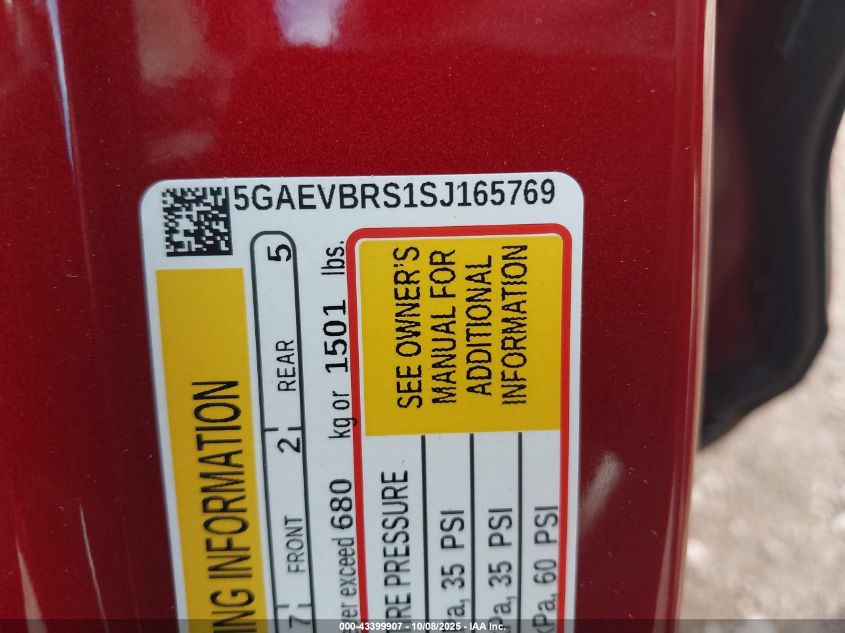 5GAEVBRS1SJ165769
ING INFORMATION
7 FRONT 2 REAR 5
er exceed 680 kg or 1501 lbs.
SEE OWNER'S
MANUAL FOR
ADDITIONAL
INFORMATION
RE PRESSURE
a, 35 PSI
a, 35 PSI
kPa, 60 PSI
000-43399907 - 10/08/2025 - IAA Inc.